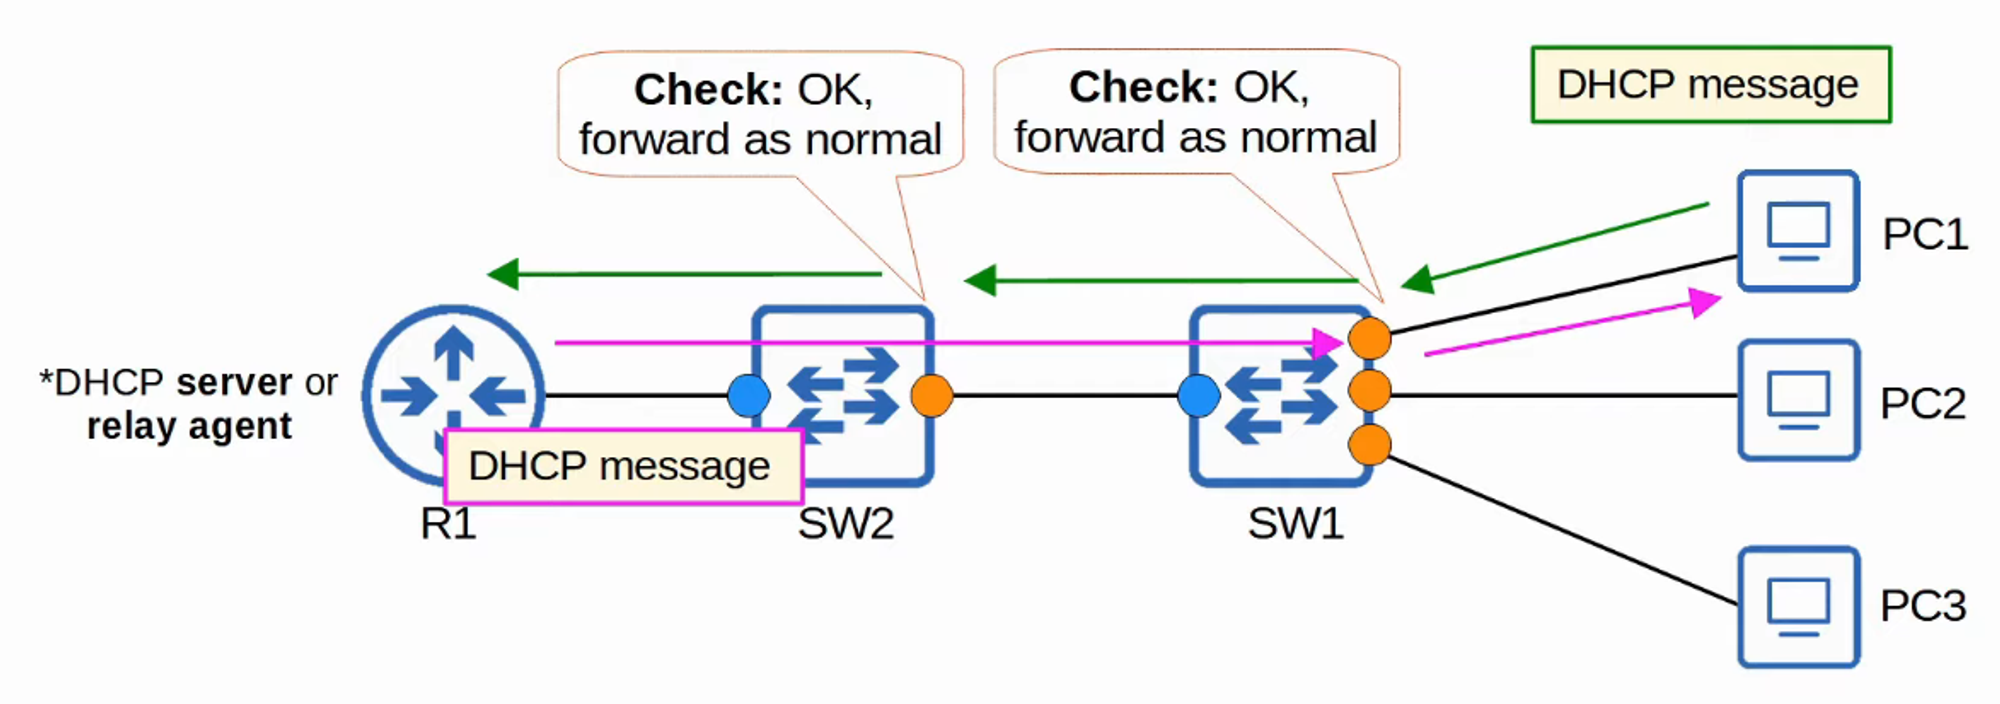 Check: OK,
forward as normal
Check: OK,
forward as normal
DHCP message
PC1
*DHCP server or
relay agent
PC2
DHCP message
R1
SW2
SW1
PC3